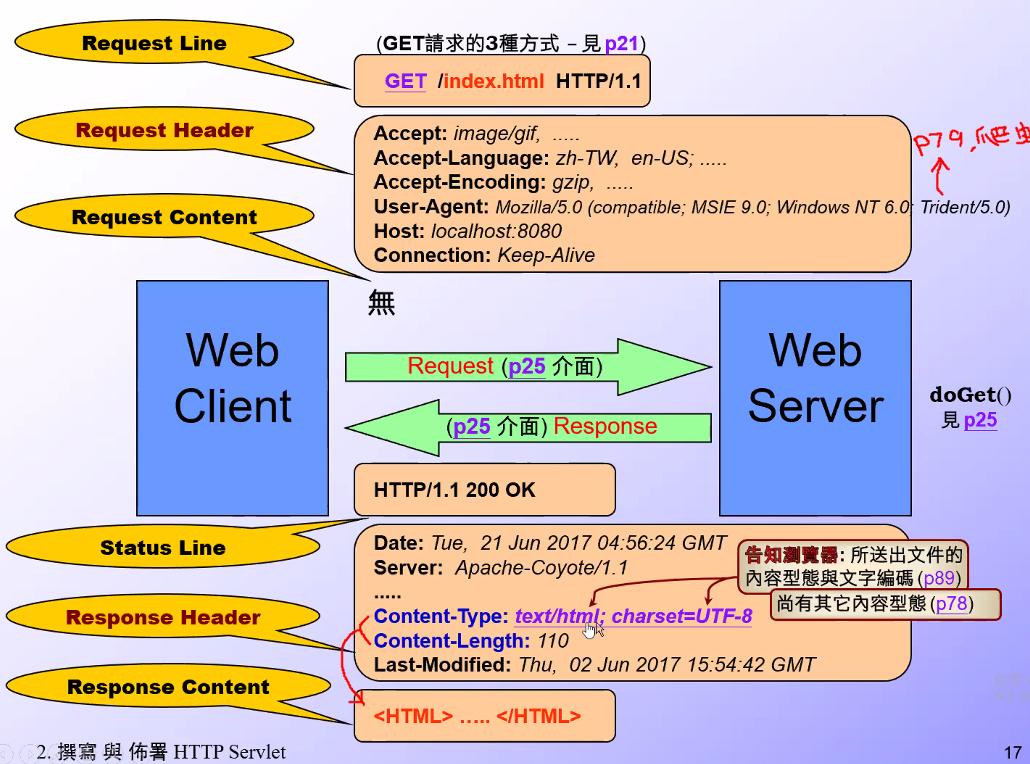 Request Line
(GET請求的3種方式 – 見 p21)
GET /index.html HTTP/1.1
Request Header
Accept: image/gif, .....
Accept-Language: zh-TW, en-US; .....
Accept-Encoding: gzip, .....
User-Agent: Mozilla/5.0 (compatible; MSIE 9.0; Windows NT 6.0; Trident/5.0)
Host: localhost:8080
Connection: Keep-Alive
p79,爬虫
Request Content
無
Web
Client
Request (p25 介面)
(p25 介面) Response
Web
Server
doGet()
見 p25
HTTP/1.1 200 OK
Status Line
Date: Tue, 21 Jun 2017 04:56:24 GMT
Server: Apache-Coyote/1.1
.....
Content-Type: text/html; charset=UTF-8
Content-Length: 110
Last-Modified: Thu, 02 Jun 2017 15:54:42 GMT
告知瀏覽器: 所送出文件的
內容型態與文字編碼 (p89)
尚有其它內容型態 (p78)
Response Header
Response Content
<HTML> ..... </HTML>
2. 撰寫 與 佈署 HTTP Servlet
17